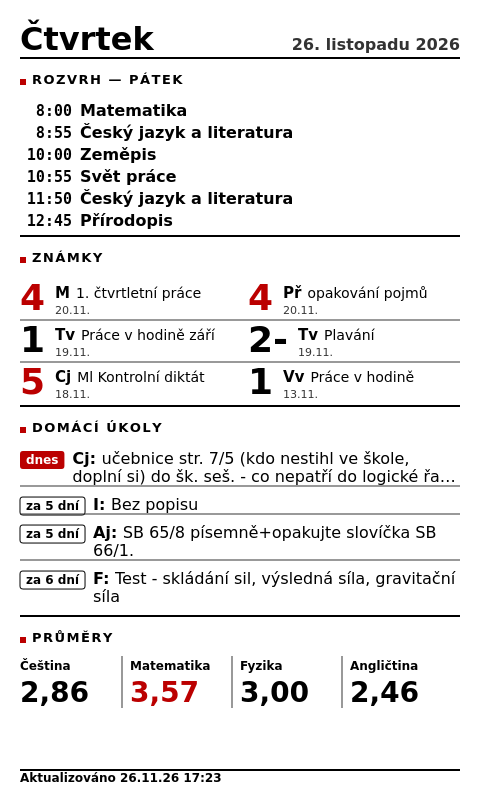 Čtvrtek
26. listopadu 2026
ROZVRH — PÁTEK
8:00 Matematika
8:55 Český jazyk a literatura
10:00 Zeměpis
10:55 Svět práce
11:50 Český jazyk a literatura
12:45 Přírodopis
ZNÁMKY
4 M 1. čtvrtletní práce
20.11.
4 Př opakování pojmů
20.11.
1 Tv Práce v hodině září
19.11.
2- Tv Plavání
19.11.
5 Cj Ml Kontrolní diktát
18.11.
1 Vv Práce v hodině
13.11.
DOMÁCÍ ÚKOLY
dnes Cj: učebnice str. 7/5 (kdo nestihl ve škole,
doplní si) do šk. seš. - co nepatří do logické řa...
za 5 dní I: Bez popisu
za 5 dní Aj: SB 65/8 písemně+opakujte slovíčka SB
66/1.
za 6 dní F: Test - skládání sil, výsledná síla, gravitační
síla
PRŮMĚRY
Čeština
2,86
Matematika
3,57
Fyzika
3,00
Angličtina
2,46
Aktualizováno 26.11.26 17:23